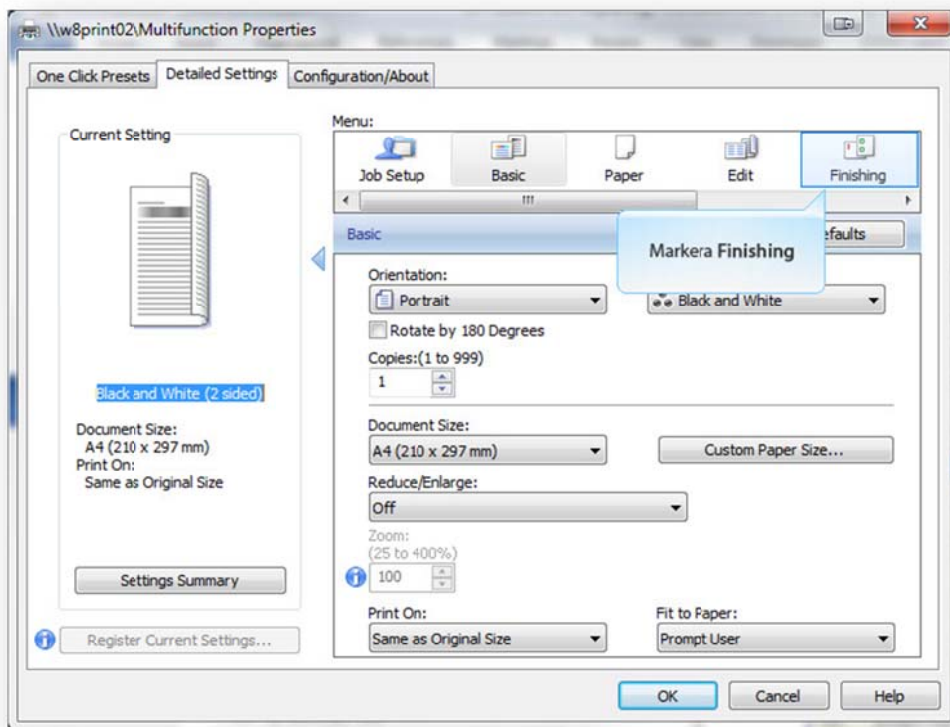 \\w8print02\Multifunction Properties
One Click Presets
Detailed Settings
Configuration/About
Current Setting
Black and White (2 sided)
Document Size:
A4 (210 x 297 mm)
Print On:
Same as Original Size
Settings Summary
Register Current Settings...
Menu:
Job Setup
Basic
Paper
Edit
Finishing
Basic
efaults
Markera Finishing
Orientation:
Portrait
Black and White
Rotate by 180 Degrees
Copies:(1 to 999)
1
Document Size:
A4 (210 x 297 mm)
Custom Paper Size...
Reduce/Enlarge:
Off
Zoom:
(25 to 400%)
100
Print On:
Fit to Paper:
Same as Original Size
Prompt User
OK
Cancel
Help